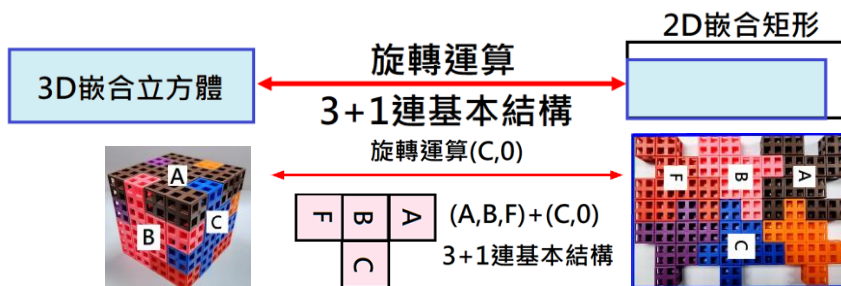 2D嵌合矩形
3D嵌合立方體
旋轉運算
3+1連基本結構
旋轉運算(C,0)
A
B
C
F
B
A
C
(A,B,F)+(C,0)
3+1連基本結構
F
B
A
C